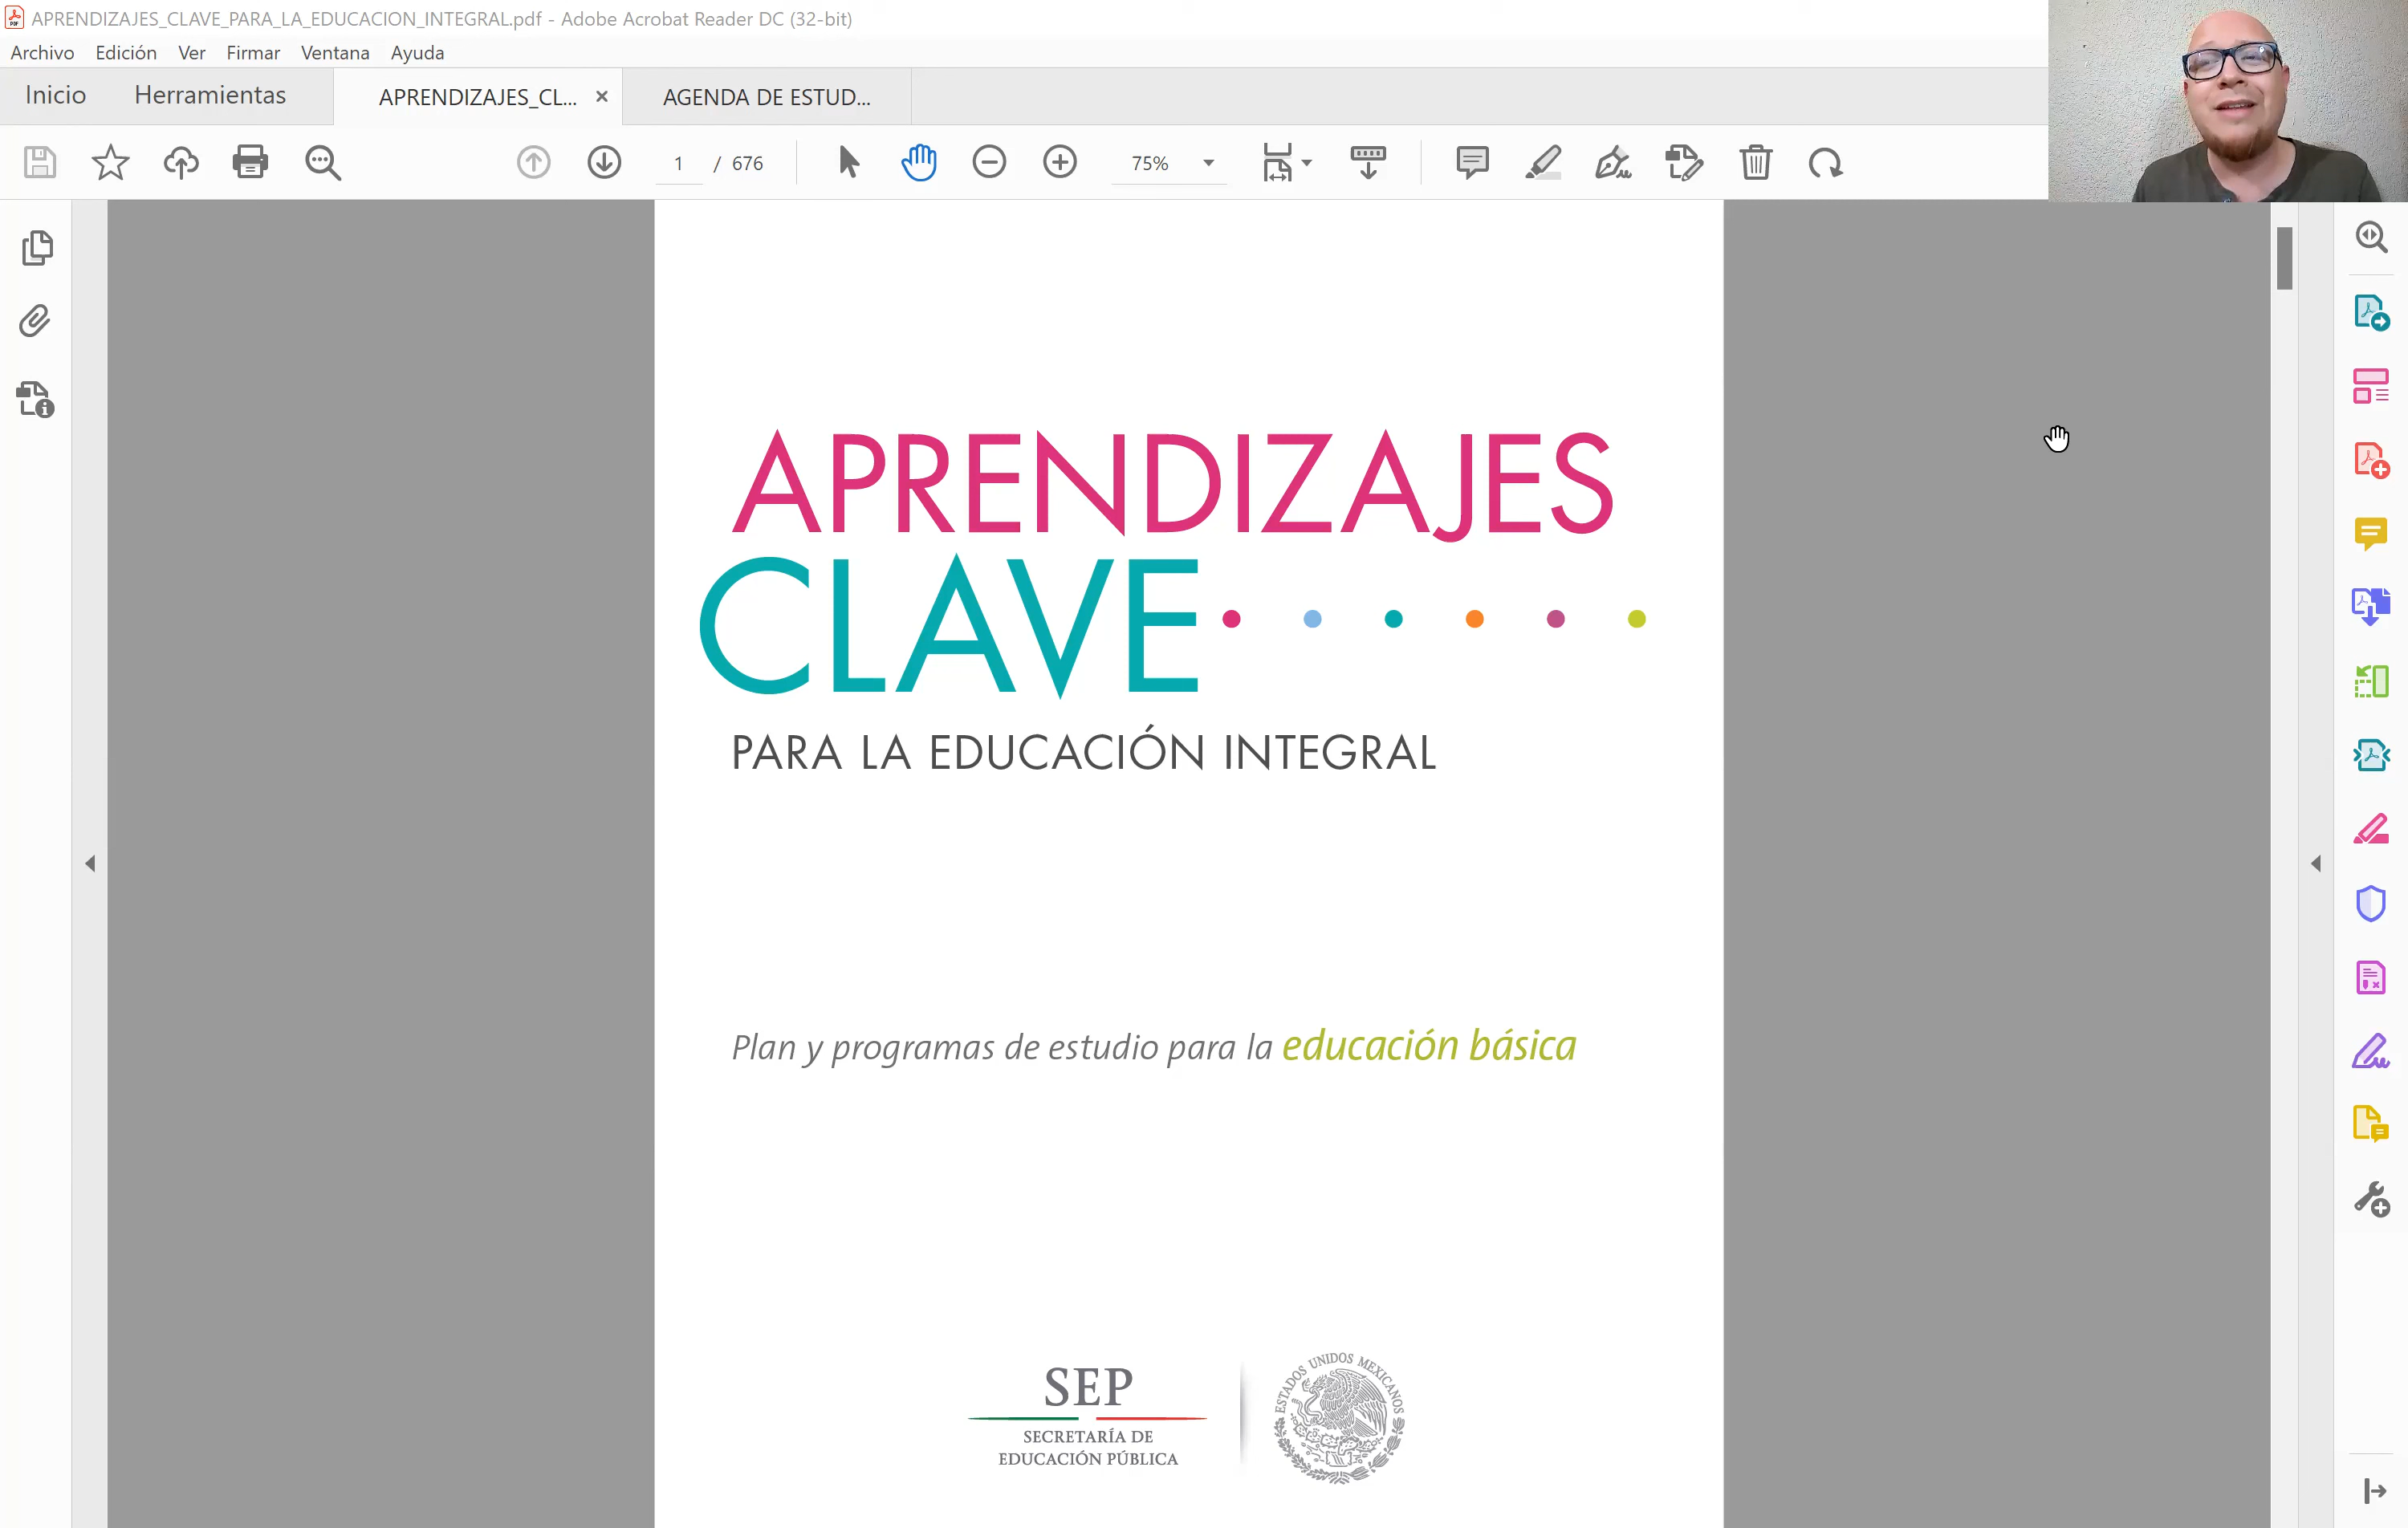 APRENDIZAJES_CLAVE_PARA_LA_EDUCACION_INTEGRAL.pdf - Adobe Acrobat Reader DC (32-bit)
Archivo Edición Ver Firmar Ventana Ayuda
Inicio Herramientas APRENDIZAJES_CL... × AGENDA DE ESTUD...
1 / 676 75%
APRENDIZAJES
CLAVE
PARA LA EDUCACIÓN INTEGRAL
Plan y programas de estudio para la educación básica
SEP
SECRETARÍA DE
EDUCACIÓN PÚBLICA
ESTADOS UNIDOS MEXICANOS